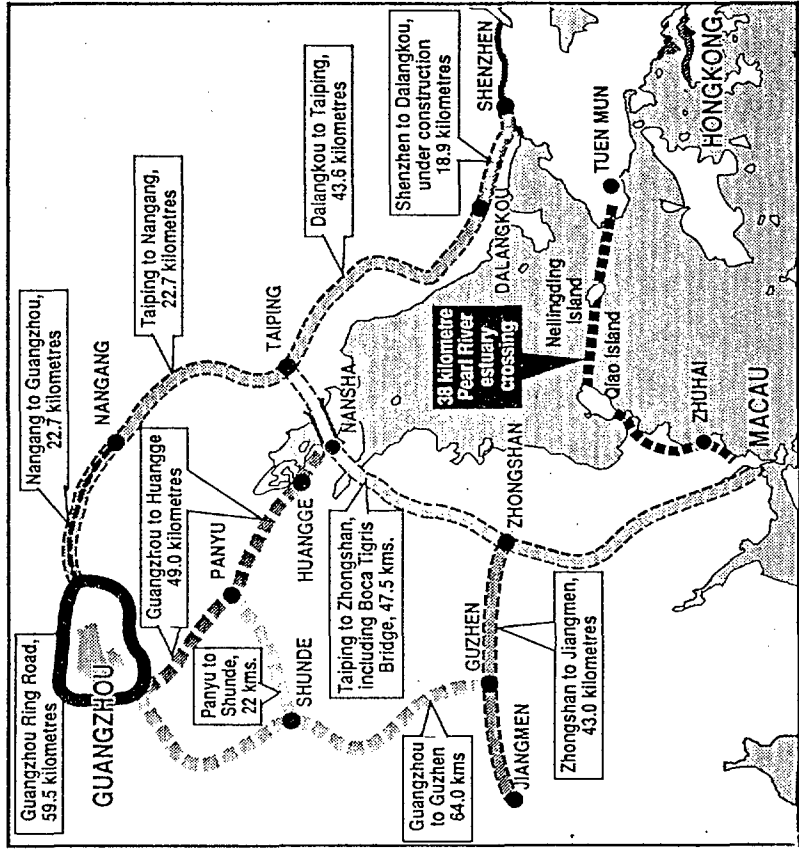 Guangzhou Ring Road,
59.5 kilometres
GUANGZHOU
Nangang to Guangzhou,
22.7 kilometres
NANGANG
Taiping to Nangang,
22.7 kilometres
Guangzhou to Huangge
49.0 kilometres
PANYU
Panyu to
Shunde,
22 kms.
SHUNDE
HUANGGE
NANSHA
TAIPING
Dalangkou to Taiping,
43.6 kilometres
Taiping to Zhongshan,
including Boca Tigris
Bridge, 47.5 kms.
Shenzhen to Dalangkou,
under construction
18.9 kilometres
SHENZHEN
DALANGKOU
Guangzhou
to Guzhen
64.0 kms
GUZHEN
JIANGMEN
ZHONGSHAN
38 kilometre
Pearl River
estuary
crossing
Neilingding
Island
Qiao Island
TUEN MUN
Zhongshan to Jiangmen,
43.0 kilometres
ZHUHAI
MACAU
HONGKONG